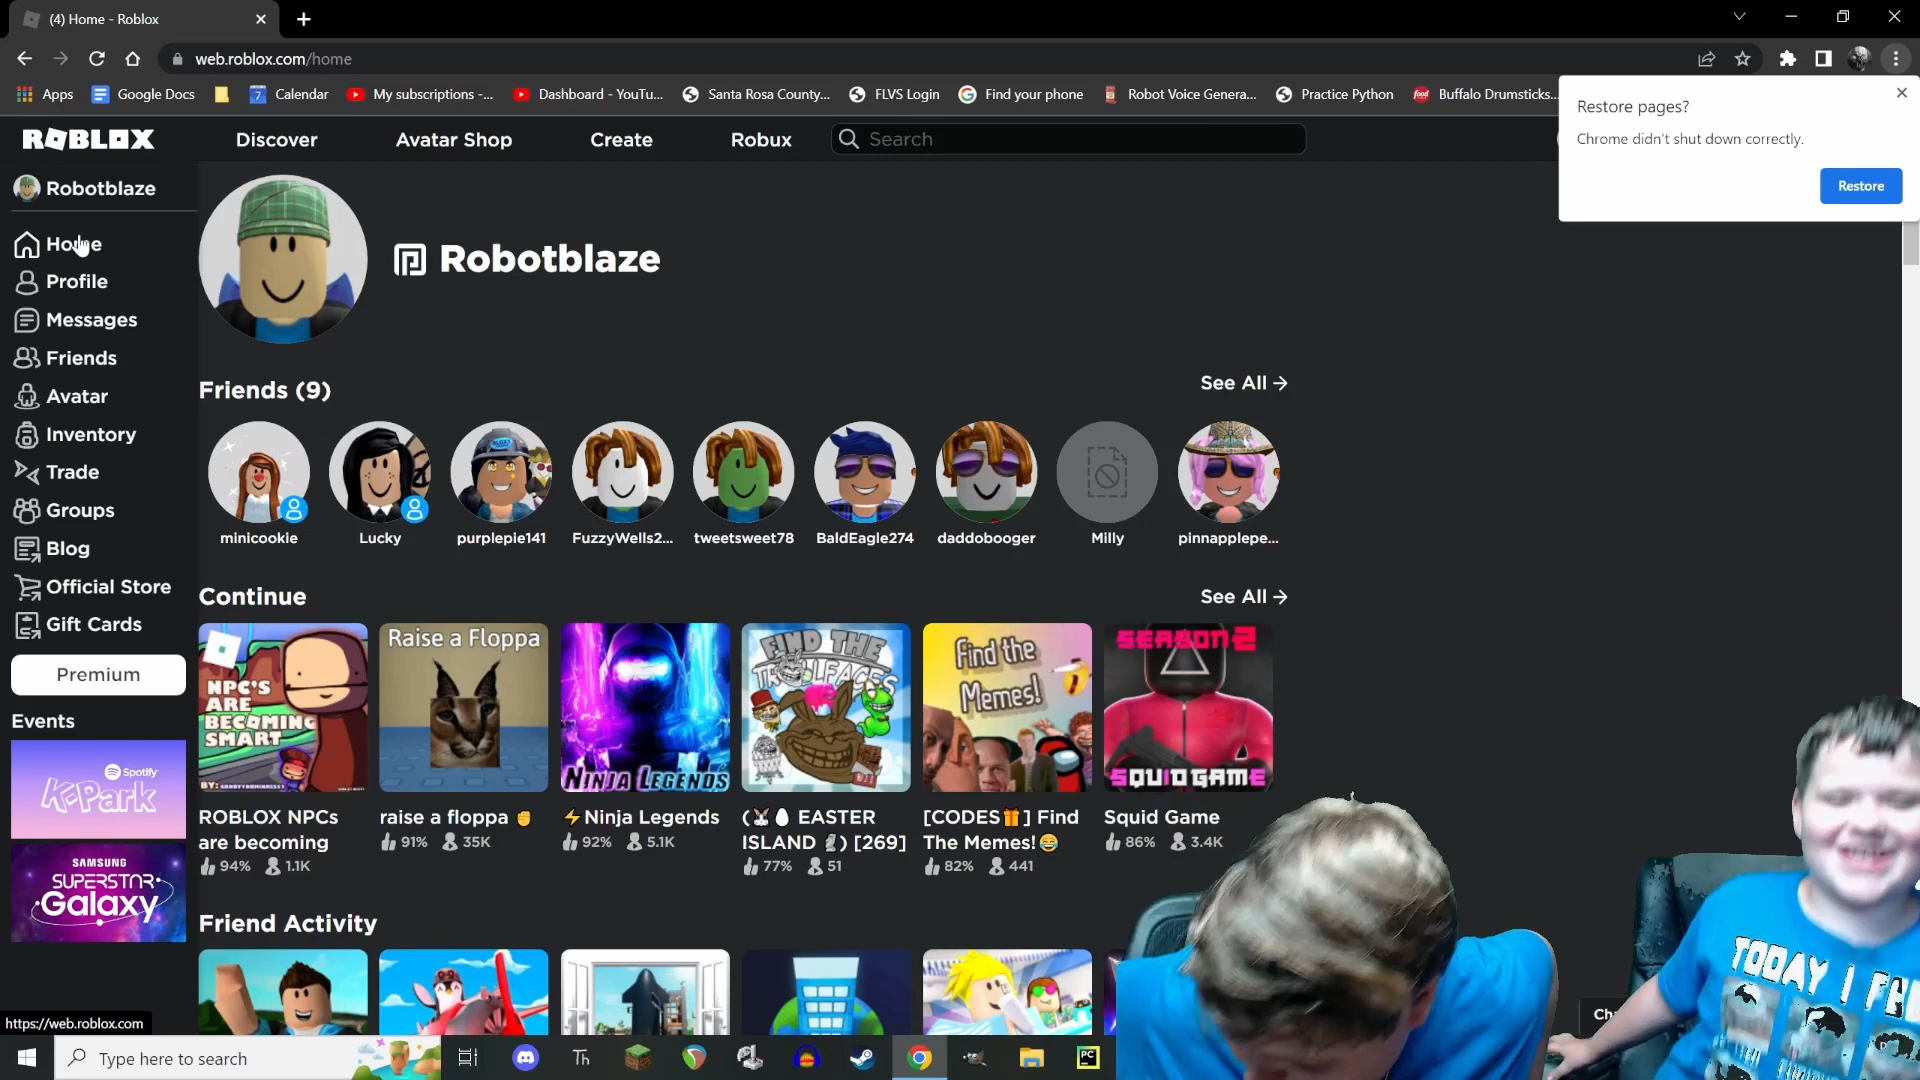 (4) Home - Roblox
web.roblox.com/home
Apps
Google Docs
7
Calendar
My subscriptions -...
Dashboard - YouTu...
Santa Rosa County...
FLVS Login
Find your phone
Robot Voice Genera...
Practice Python
food
Buffalo Drumsticks...
Restore pages?
Chrome didn't shut down correctly.
Restore
ROBLOX
Discover
Avatar Shop
Create
Robux
Search
Robotblaze
Home
Profile
Messages
Friends
Avatar
Inventory
Trade
Groups
Blog
Official Store
Gift Cards
Premium
Events
Spotify
K-Park
SAMSUNG
SUPERSTAR
Galaxy
https://web.roblox.com
Robotblaze
Friends (9)
See All →
minicookie
Lucky
purplepie141
FuzzyWells2...
tweetsweet78
BaldEagle274
daddobooger
Milly
pinnapplepe...
Continue
See All →
NPC'S
ARE
BECOMING
SMART
Raise a Floppa
NINJA LEGENDS
FIND THE
TROLLFACES
Find the
Memes!
SEASON 2
SQUID GAME
ROBLOX NPCs
are becoming
94% 1.1K
raise a floppa ✊
91% 35K
⚡Ninja Legends
92% 5.1K
(🐰🥚 EASTER
ISLAND 🗿) [269]
77% 51
[CODES🎁] Find
The Memes!😂
82% 441
Squid Game
86% 3.4K
Friend Activity
TODAY I
Type here to search
Th
PC